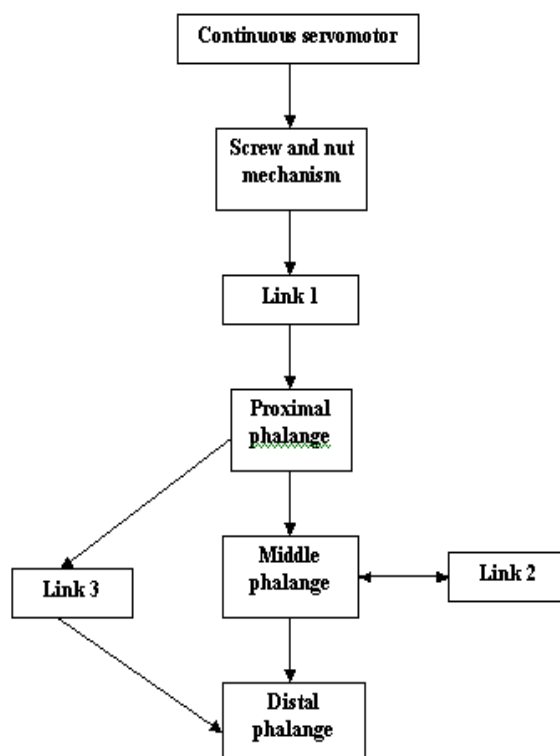 Continuous servomotor
Screw and nut
mechanism
Link 1
Proximal
phalange
Middle
phalange
Link 2
Link 3
Distal
phalange